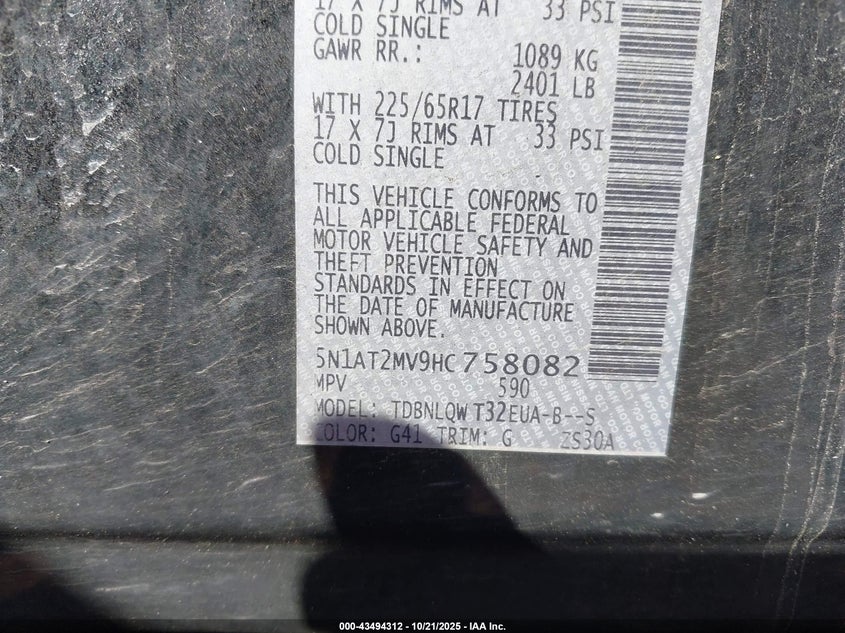 17 X 7J RIMS AT 33 PSI
COLD SINGLE
GAWR RR.: 1089 KG
2401 LB
WITH 225/65R17 TIRES
17 X 7J RIMS AT 33 PSI
COLD SINGLE
THIS VEHICLE CONFORMS TO
ALL APPLICABLE FEDERAL
MOTOR VEHICLE SAFETY AND
THEFT PREVENTION
STANDARDS IN EFFECT ON
THE DATE OF MANUFACTURE
SHOWN ABOVE.
5N1AT2MV9HC758082
MPV 590
MODEL: TDBNLQW T32EUA-B--S
COLOR: G41 TRIM: G ZS30A
000-43494312 - 10/21/2025 - IAA Inc.